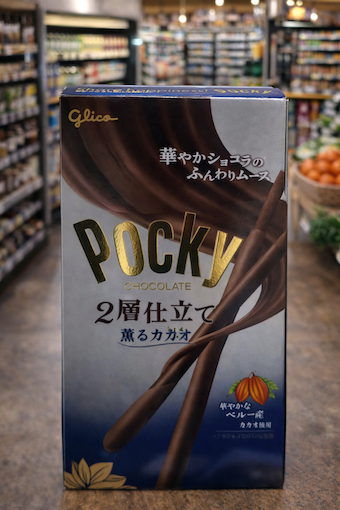 Glico
華やかショコラの
ふんわりムース
POCKY
CHOCOLATE
2層仕立て
薫るカカオ
華やかな
ペルー産
カカオ使用